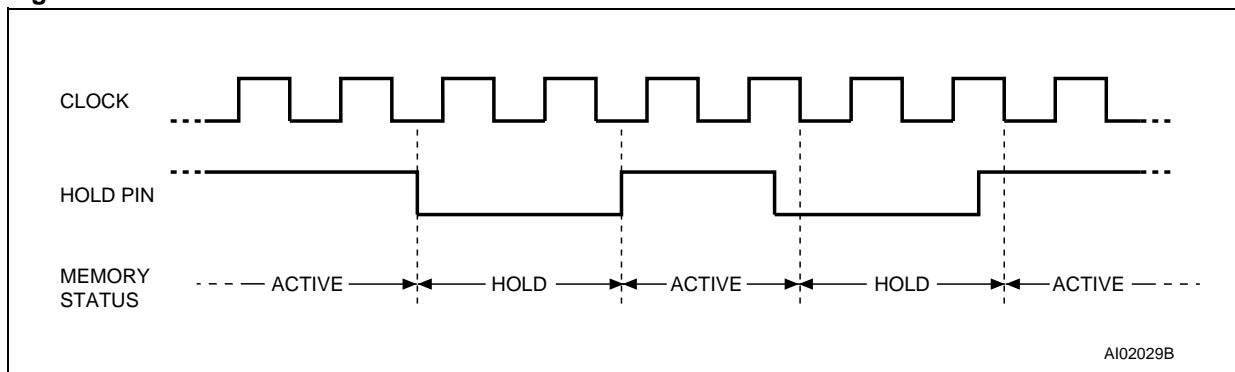 CLOCK
HOLD PIN
MEMORY
STATUS
ACTIVE HOLD ACTIVE HOLD ACTIVE
AI02029B